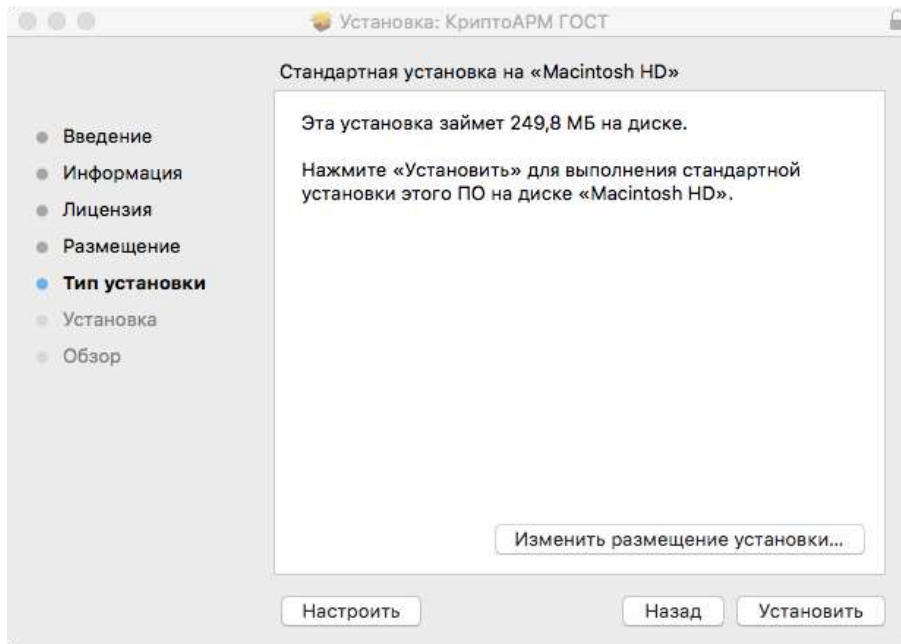 Установка: КриптоАРМ ГОСТ
Стандартная установка на «Macintosh HD»
Введение
Информация
Лицензия
Размещение
Тип установки
Установка
Обзор
Эта установка займет 249,8 МБ на диске.
Нажмите «Установить» для выполнения стандартной
установки этого ПО на диске «Macintosh HD».
Изменить размещение установки...
Настроить
Назад
Установить